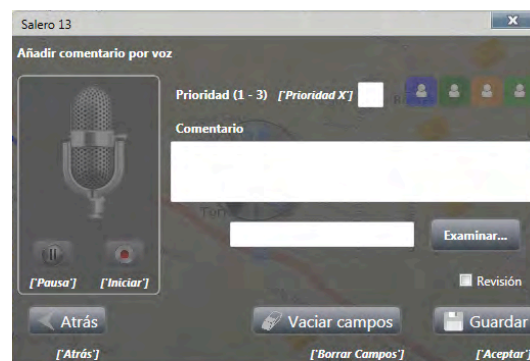 Salero 13
Añadir comentario por voz
Prioridad (1 - 3) ['Prioridad X']
Comentario
Examinar...
['Pausa'] ['Iniciar']
Revisión
Atrás Vaciar campos Guardar
['Atrás'] ['Borrar Campos'] ['Aceptar']